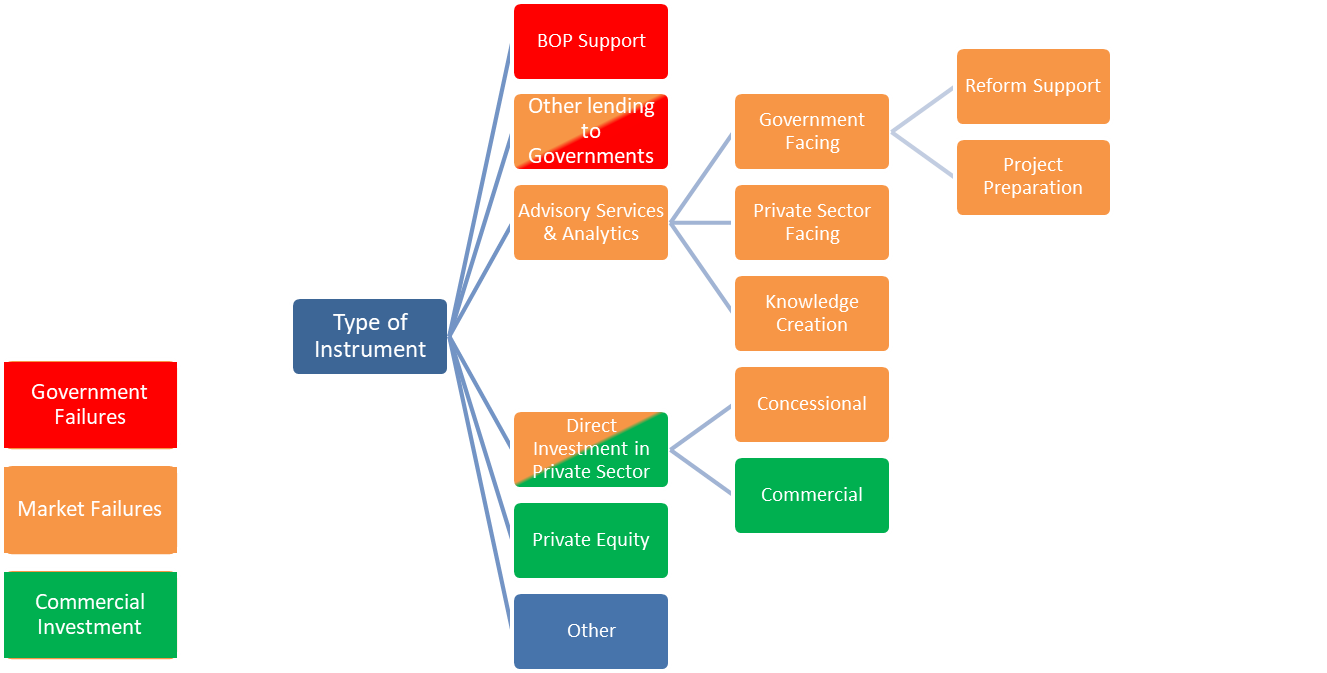 BOP Support
Other lending
to
Governments
Advisory Services
& Analytics
Government
Facing
Reform Support
Project
Preparation
Private Sector
Facing
Knowledge
Creation
Type of
Instrument
Direct
Investment in
Private Sector
Concessional
Commercial
Private Equity
Other
Government
Failures
Market Failures
Commercial
Investment